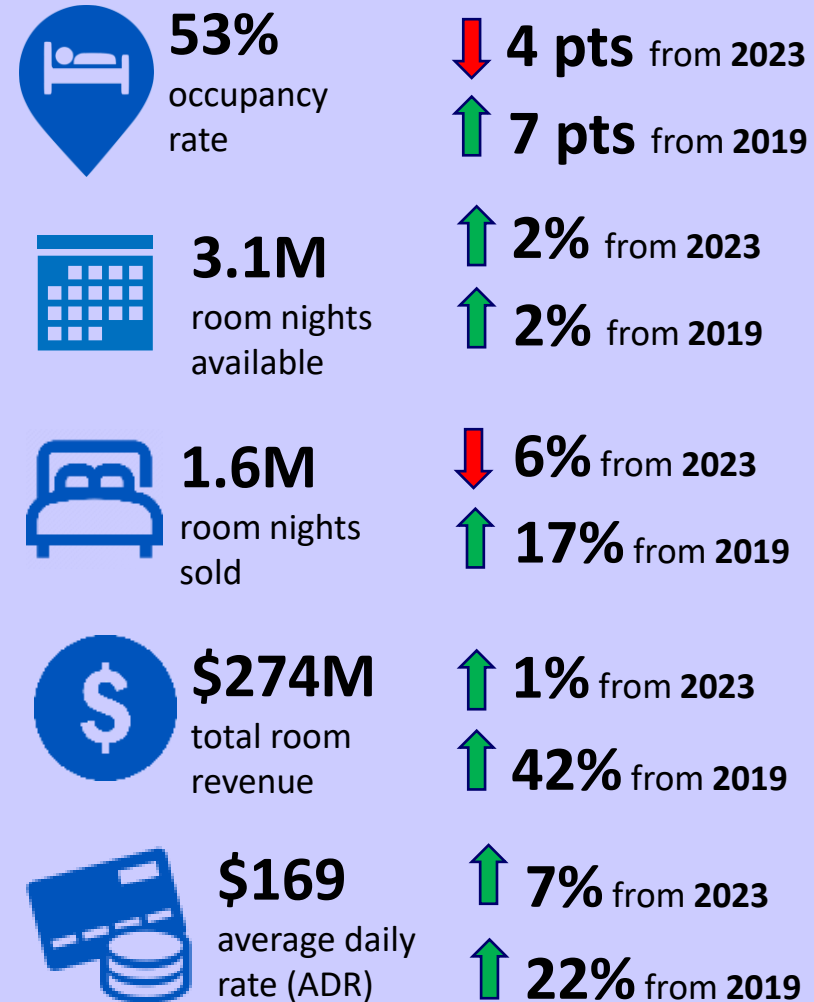 53%
occupancy
rate
4 pts from 2023
7 pts from 2019
3.1M
room nights
available
2% from 2023
2% from 2019
1.6M
room nights
sold
6% from 2023
17% from 2019
$274M
total room
revenue
1% from 2023
42% from 2019
$169
average daily
rate (ADR)
7% from 2023
22% from 2019